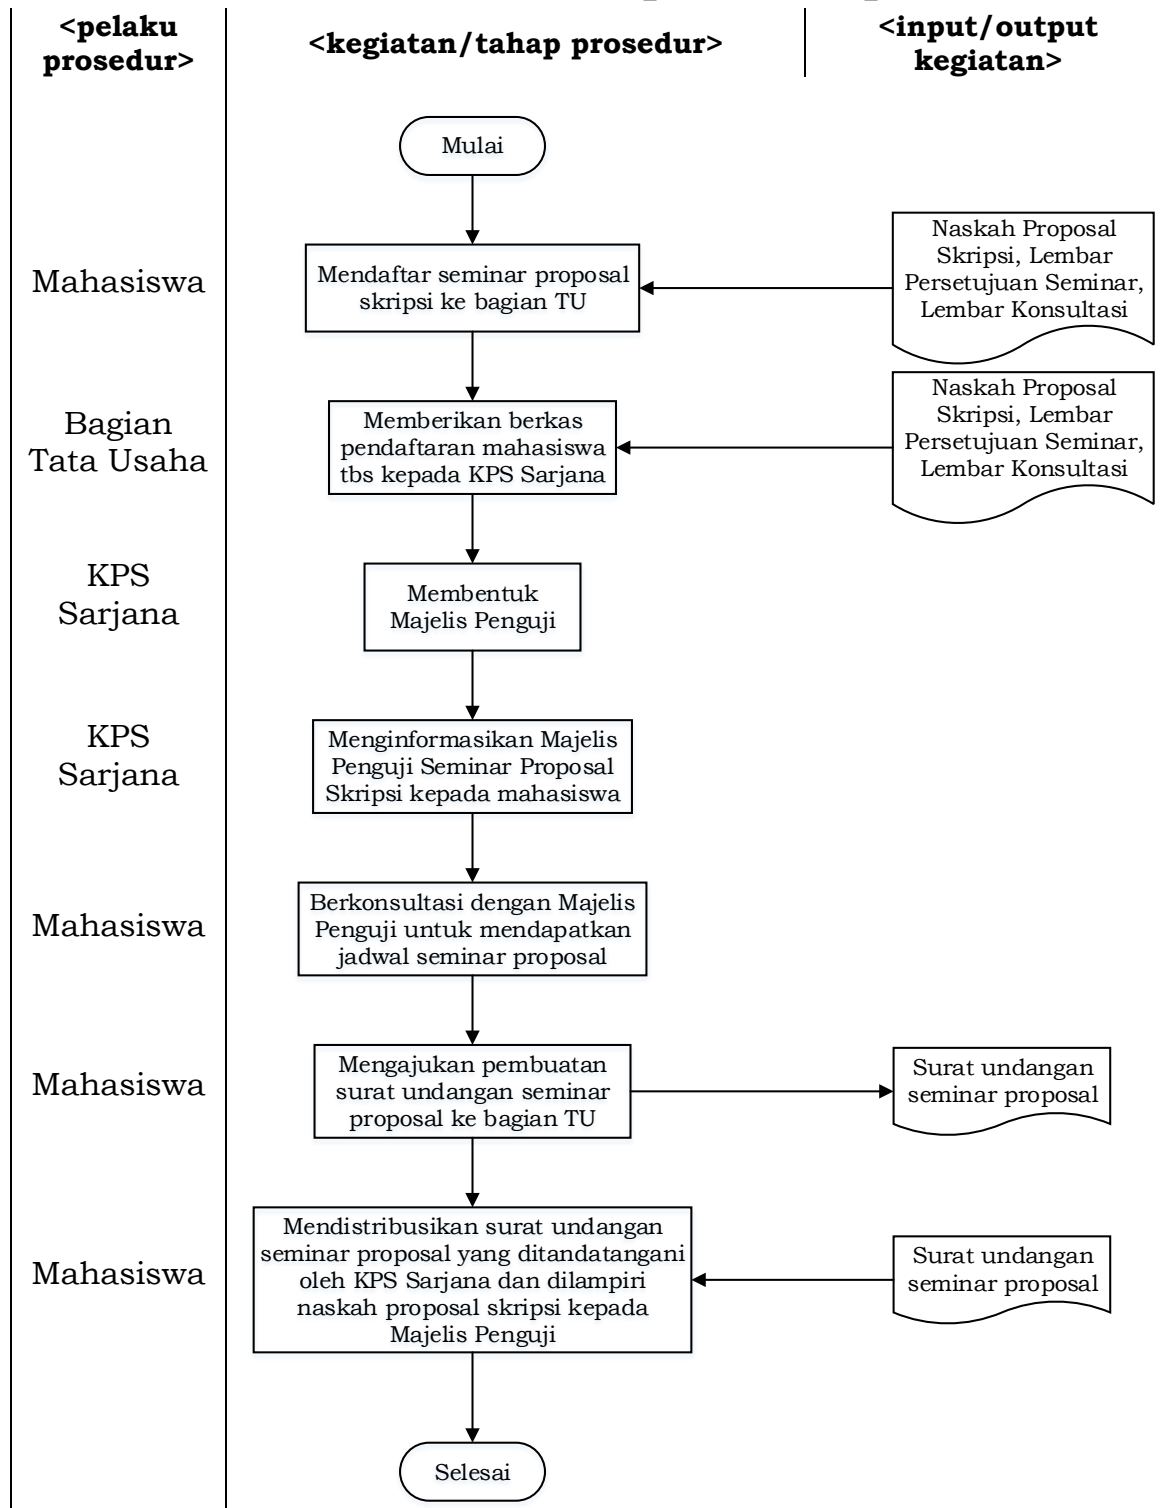 <pelaku
prosedur>
<kegiatan/tahap prosedur>
<input/output
kegiatan>
Mulai
Mahasiswa
Mendaftar seminar proposal
skripsi ke bagian TU
Naskah Proposal
Skripsi, Lembar
Persetujuan Seminar,
Lembar Konsultasi
Bagian
Tata Usaha
Memberikan berkas
pendaftaran mahasiswa
tbs kepada KPS Sarjana
Naskah Proposal
Skripsi, Lembar
Persetujuan Seminar,
Lembar Konsultasi
KPS
Sarjana
Membentuk
Majelis Penguji
KPS
Sarjana
Menginformasikan Majelis
Penguji Seminar Proposal
Skripsi kepada mahasiswa
Mahasiswa
Berkonsultasi dengan Majelis
Penguji untuk mendapatkan
jadwal seminar proposal
Mahasiswa
Mengajukan pembuatan
surat undangan seminar
proposal ke bagian TU
Surat undangan
seminar proposal
Mahasiswa
Mendistribusikan surat undangan
seminar proposal yang ditandatangani
oleh KPS Sarjana dan dilampiri
naskah proposal skripsi kepada
Majelis Penguji
Surat undangan
seminar proposal
Selesai